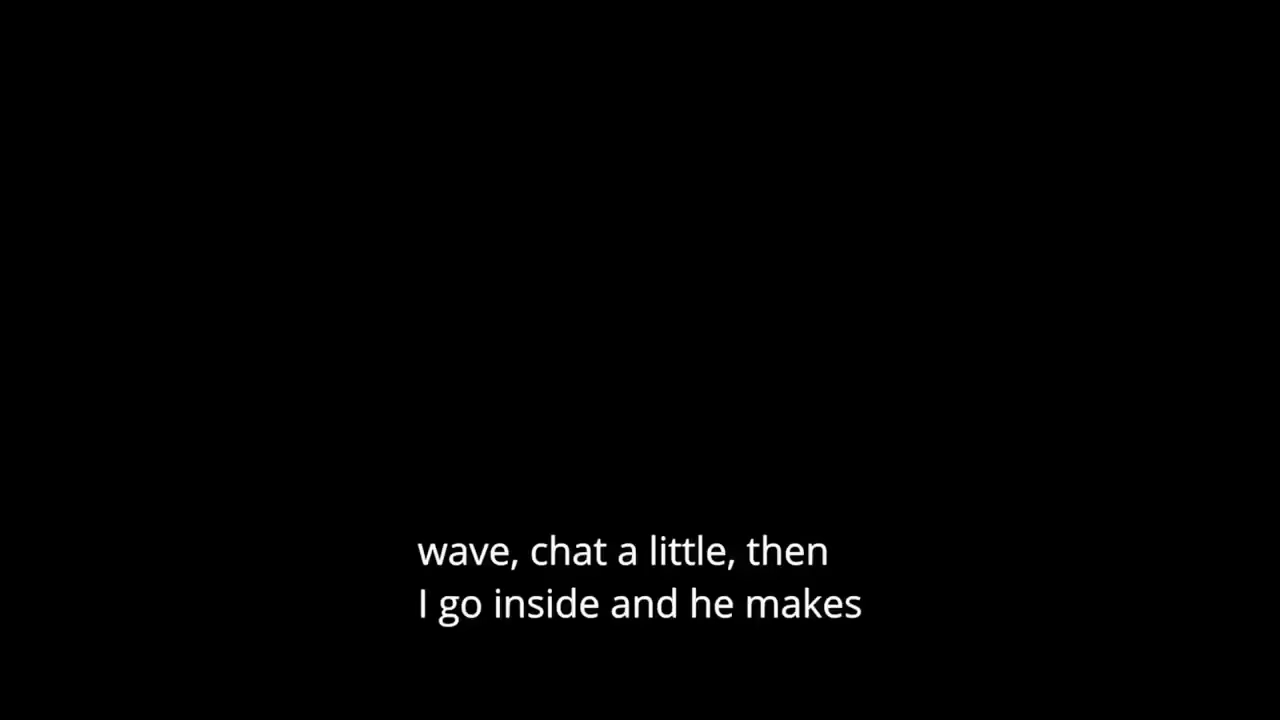 wave, chat a little, then
I go inside and he makes